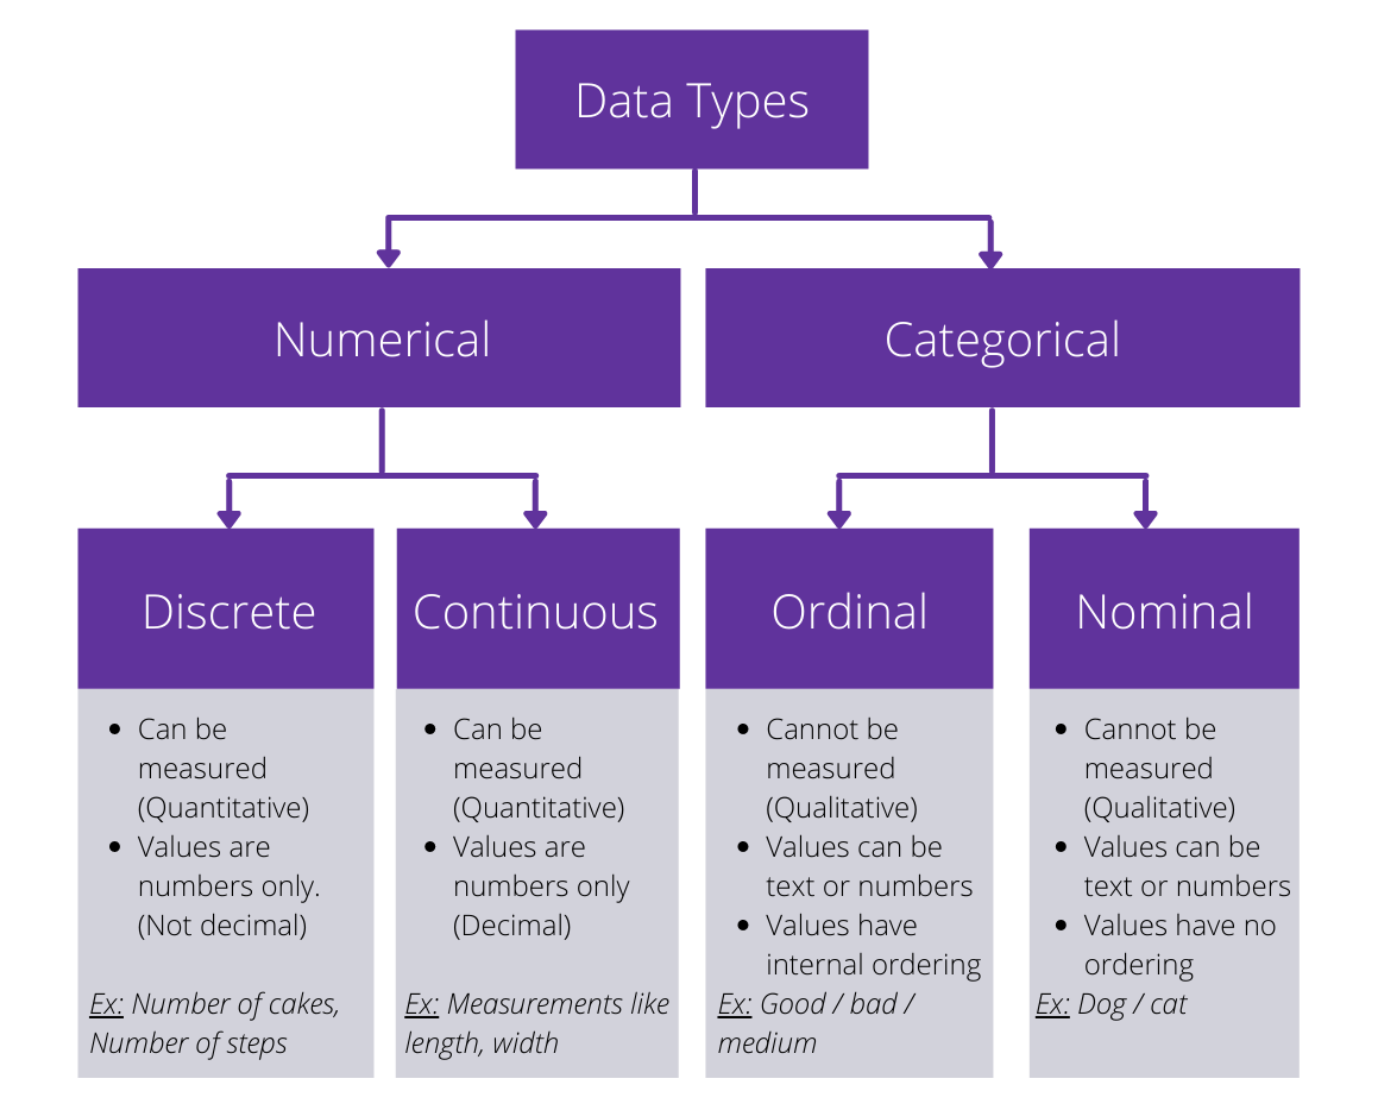 Data Types
Numerical
Categorical
Discrete
Continuous
Ordinal
Nominal
• Can be
measured
(Quantitative)
• Values are
numbers only.
(Not decimal)
Ex: Number of cakes,
Number of steps
• Can be
measured
(Quantitative)
• Values are
numbers only
(Decimal)
Ex: Measurements like
length, width
• Cannot be
measured
(Qualitative)
• Values can be
text or numbers
• Values have
internal ordering
Ex: Good / bad /
medium
• Cannot be
measured
(Qualitative)
• Values can be
text or numbers
• Values have no
ordering
Ex: Dog / cat